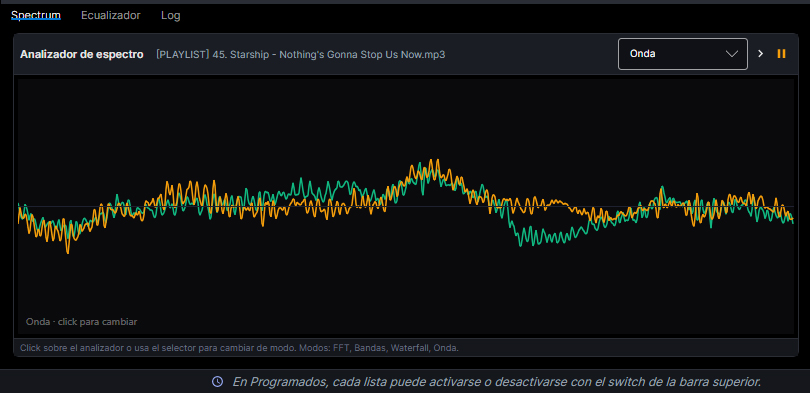 Spectrum Ecualizador Log
Analizador de espectro [PLAYLIST] 45. Starship - Nothing's Gonna Stop Us Now.mp3 Onda
Onda · click para cambiar
Click sobre el analizador o usa el selector para cambiar de modo. Modos: FFT, Bandas, Waterfall, Onda.
En Programados, cada lista puede activarse o desactivarse con el switch de la barra superior.